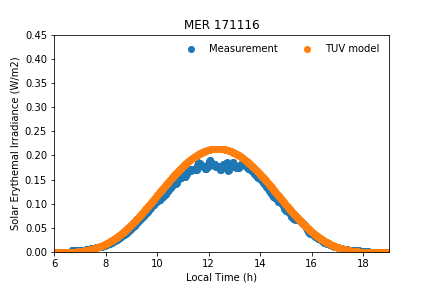 MER 171116
Measurement
TUV model
Solar Erythemal Irradiance (W/m2)
0.45
0.40
0.35
0.30
0.25
0.20
0.15
0.10
0.05
0.00
6 8 10 12 14 16 18
Local Time (h)